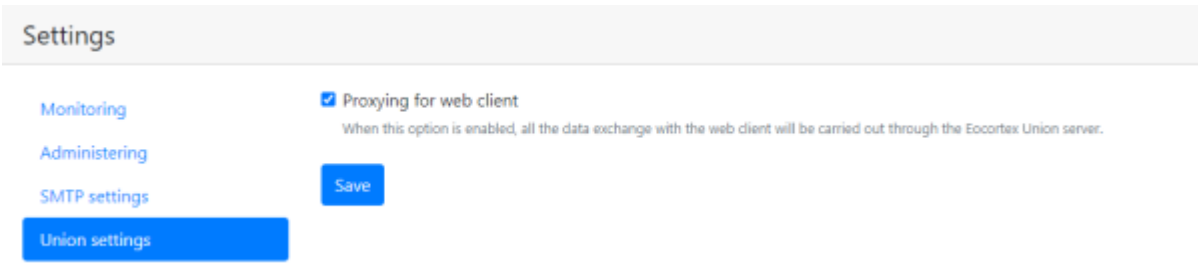 Settings
Monitoring
Administering
SMTP settings
Union settings
Proxying for web client
When this option is enabled, all the data exchange with the web client will be carried out through the Eocortex Union server.
Save